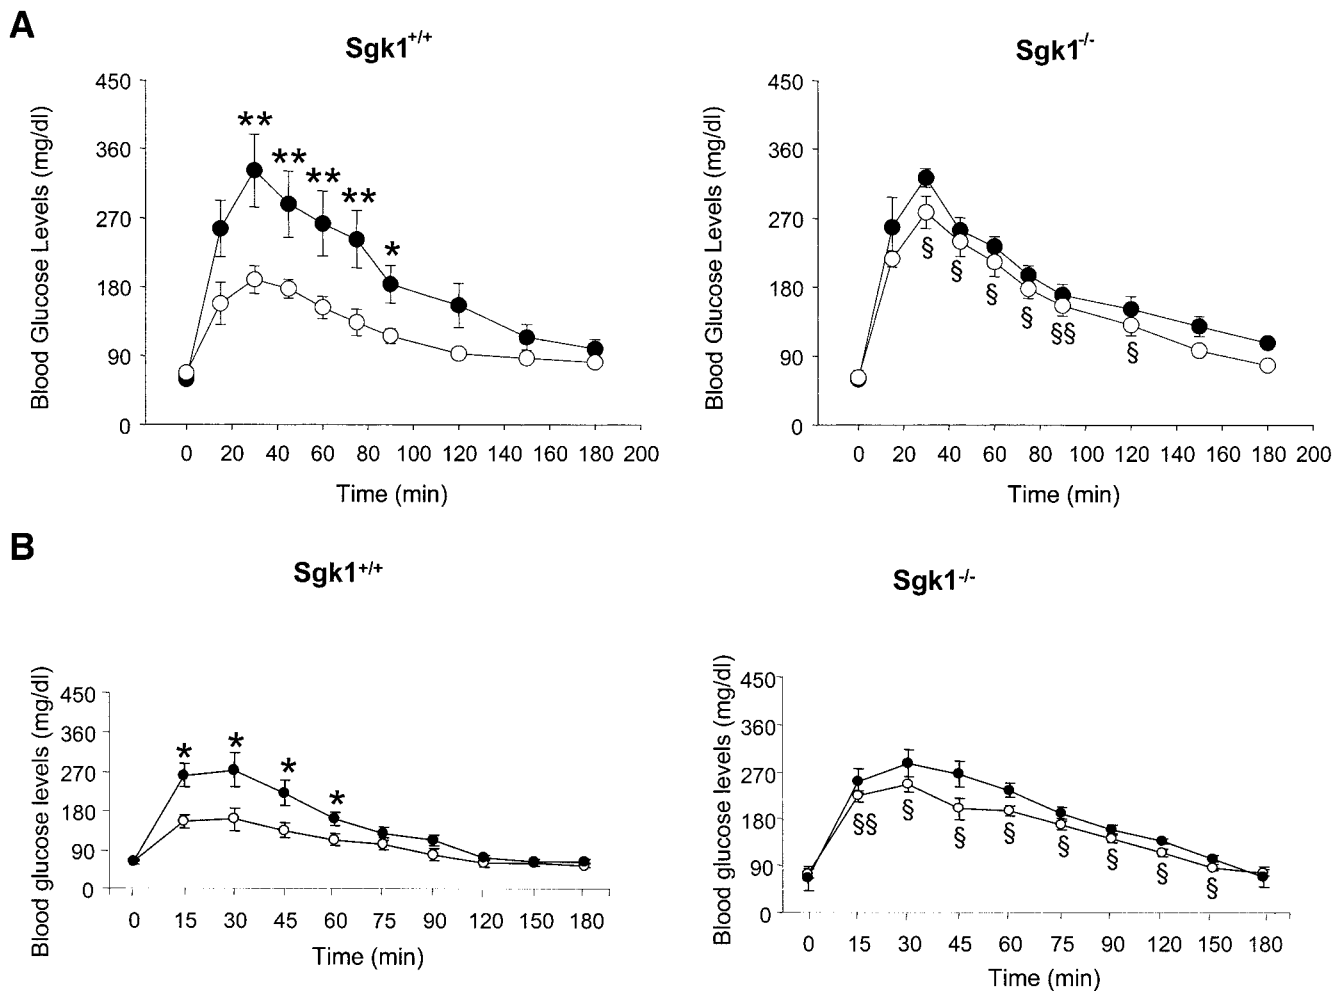 A
Sgk1+/+
Blood Glucose Levels (mg/dl)
450
360
270
180
90
0
**
**
**
**
*
0 20 40 60 80 100 120 140 160 180 200
Time (min)
Sgk1-/-
Blood Glucose Levels (mg/dl)
450
360
270
180
90
0
§
§
§
§
§§
§
0 20 40 60 80 100 120 140 160 180 200
Time (min)
B
Sgk1+/+
Blood glucose levels (mg/dl)
450
360
270
180
90
0
*
*
*
*
0 15 30 45 60 75 90 120 150 180
Time (min)
Sgk1-/-
Blood glucose levels (mg/dl)
450
360
270
180
90
0
§§
§
§
§
§
§
§
§
0 15 30 45 60 75 90 120 150 180
Time (min)